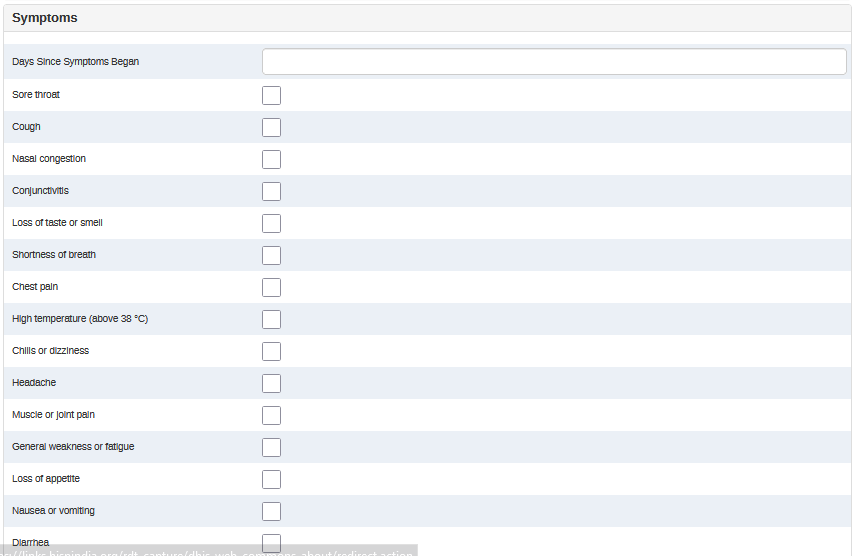 Symptoms
Days Since Symptoms Began
Sore throat
Cough
Nasal congestion
Conjunctivitis
Loss of taste or smell
Shortness of breath
Chest pain
High temperature (above 38 °C)
Chills or dizziness
Headache
Muscle or joint pain
General weakness or fatigue
Loss of appetite
Nausea or vomiting
Diarrhea